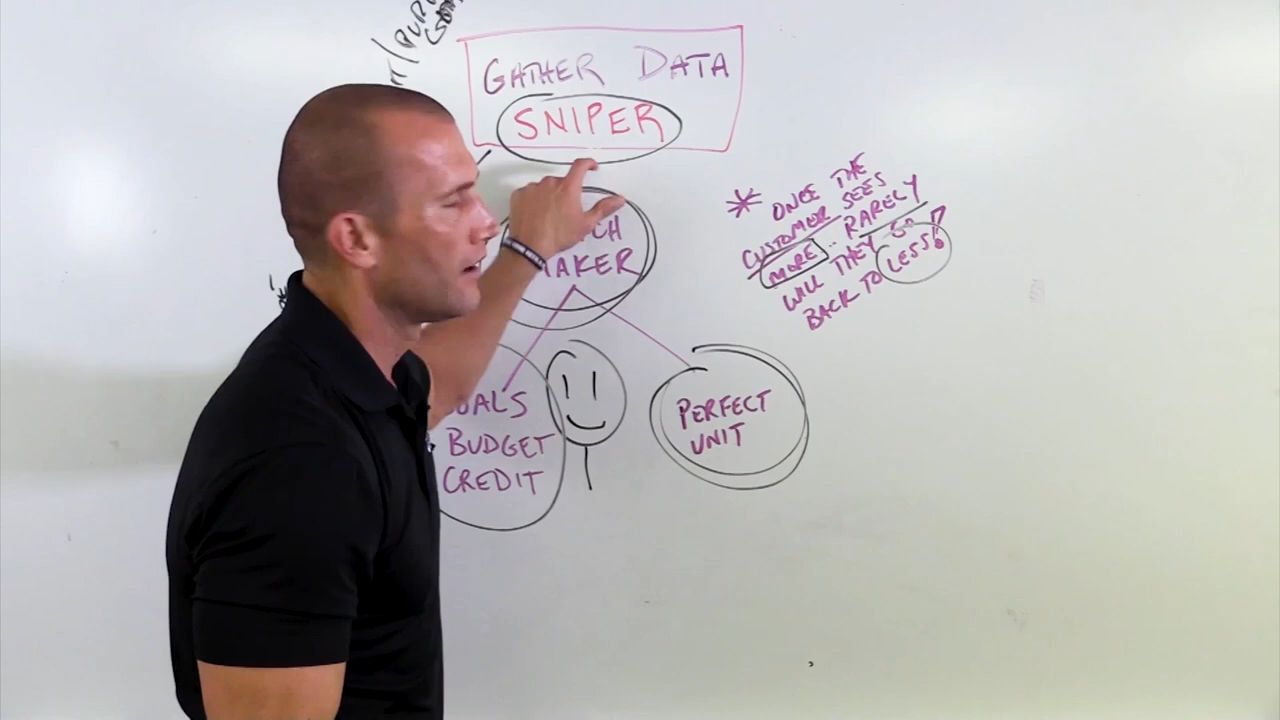 GATHER DATA
SNIPER
AKER
GOALS
BUDGET
CREDIT
PERFECT
UNIT
* ONCE THE
CUSTOMER SEES
MORE.. RARELY
WILL THEY GO
BACK TO LESS!